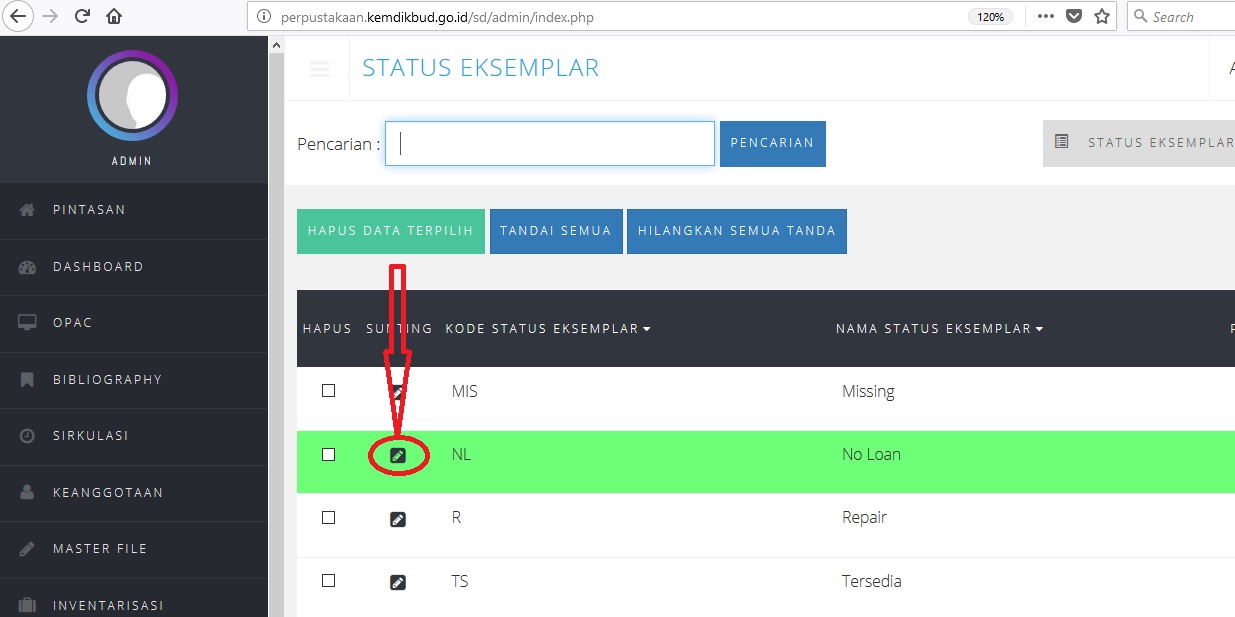 perpustakaan.kemdikbud.go.id/sd/admin/index.php
120%
Search
ADMIN
PINTASAN
DASHBOARD
OPAC
BIBLIOGRAPHY
SIRKULASI
KEANGGOTAAN
MASTER FILE
INVENTARISASI
STATUS EKSEMPLAR
Pencarian :
PENCARIAN
STATUS EKSEMPLAR
HAPUS DATA TERPILIH
TANDAI SEMUA
HILANGKAN SEMUA TANDA
HAPUS SUNTING KODE STATUS EKSEMPLAR NAMA STATUS EKSEMPLAR
MIS Missing
NL No Loan
R Repair
TS Tersedia